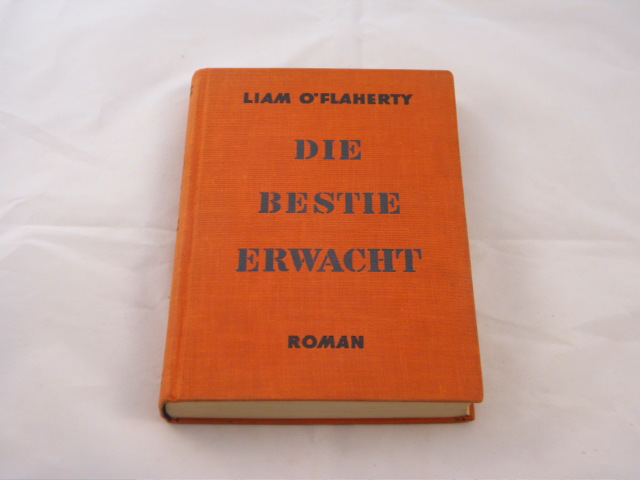 LIAM O'FLAHERTY
DIE
BESTIE
ERWACHT
ROMAN